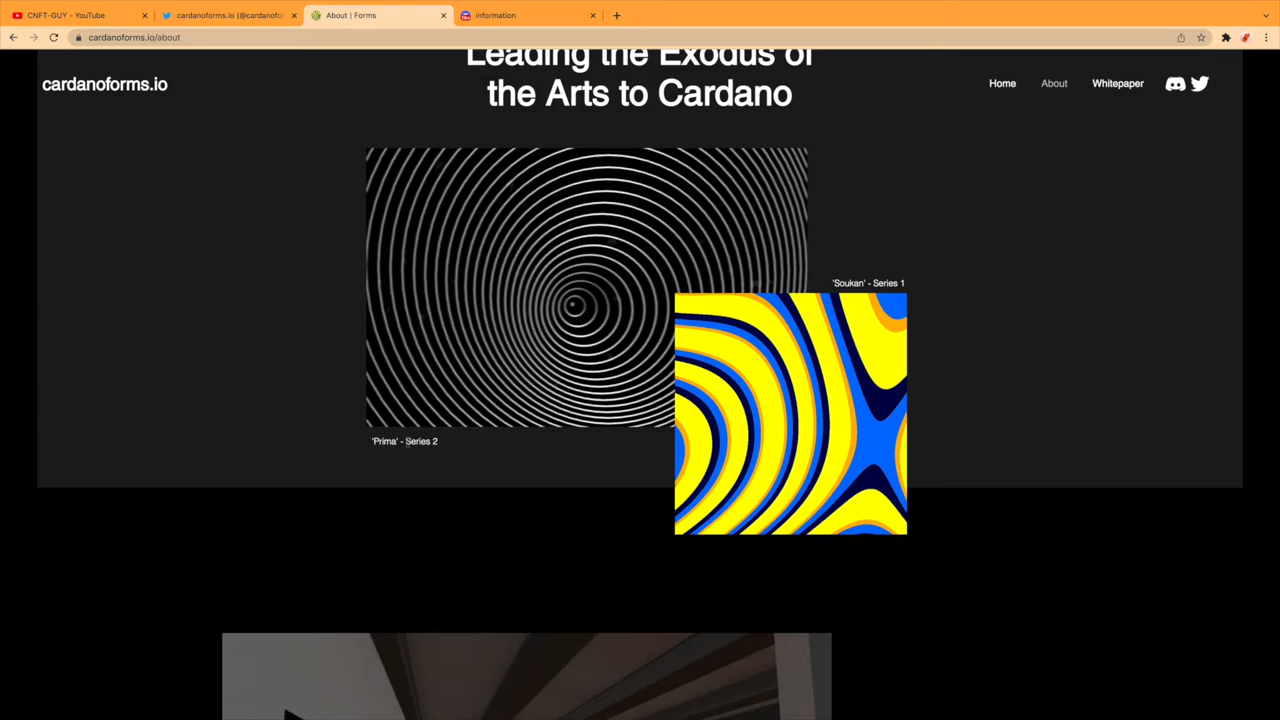 CNFT-GUY - YouTube
cardanoforms.io (@cardanofor
About | Forms
information
cardanoforms.io/about
Leading the Exodus of
the Arts to Cardano
cardanoforms.io
Home
About
Whitepaper
'Soukan' - Series 1
'Prima' - Series 2